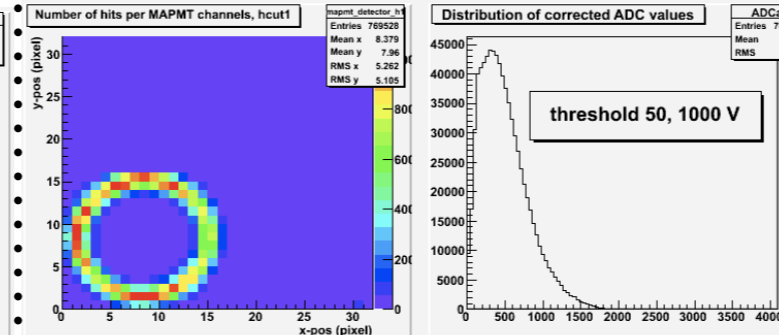 Number of hits per MAPMT channels, hcut1
mapmt_detector_h1
Entries 769528
Mean x 8.379
Mean y 7.96
RMS x 5.262
RMS y 5.105
y-pos (pixel)
30
25
20
15
10
5
0
0 5 10 15 20 25 30
x-pos (pixel)
800
600
400
200
0
Distribution of corrected ADC values
Entries
Mean
RMS
threshold 50, 1000 V
45000
40000
35000
30000
25000
20000
15000
10000
5000
0
0 500 1000 1500 2000 2500 3000 3500